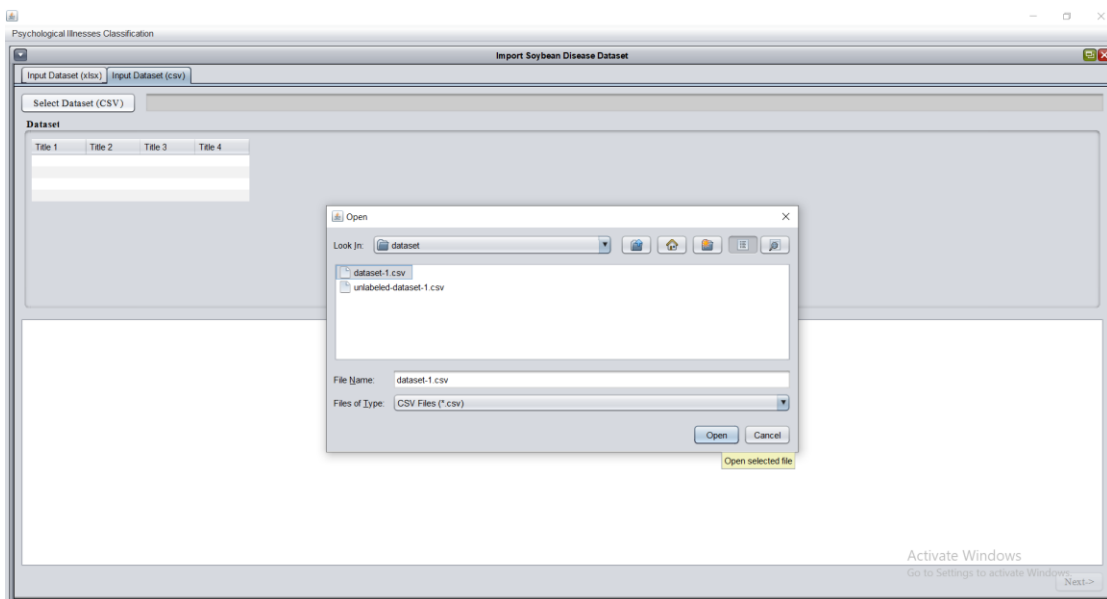 Psychological Illnesses Classification
Import Soybean Disease Dataset
Input Dataset (xlsx) Input Dataset (csv)
Select Dataset (CSV)
Dataset
Title 1 Title 2 Title 3 Title 4
Open
Look In: dataset
dataset-1.csv
unlabeled-dataset-1.csv
File Name: dataset-1.csv
Files of Type: CSV Files (*.csv)
Open Cancel
Open selected file
Activate Windows
Go to Settings to activate Windows.
Next->